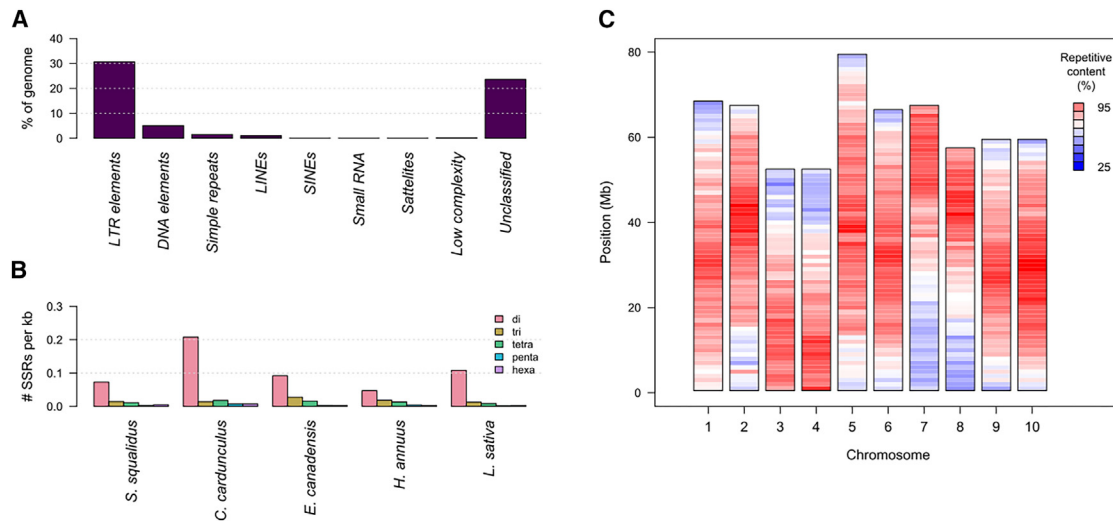 A
% of genome
40
30
20
10
0
LTR elements
DNA elements
Simple repeats
LINEs
SINEs
Small RNA
Sattelites
Low complexity
Unclassified
B
# SSRs per kb
0.3
0.2
0.1
0.0
di
tri
tetra
penta
hexa
S. squalidus
C. cardunculus
E. canadensis
H. annuus
L. sativa
C
Position (Mb)
80
60
40
20
0
Repetitive
content
(%)
95
25
1 2 3 4 5 6 7 8 9 10
Chromosome